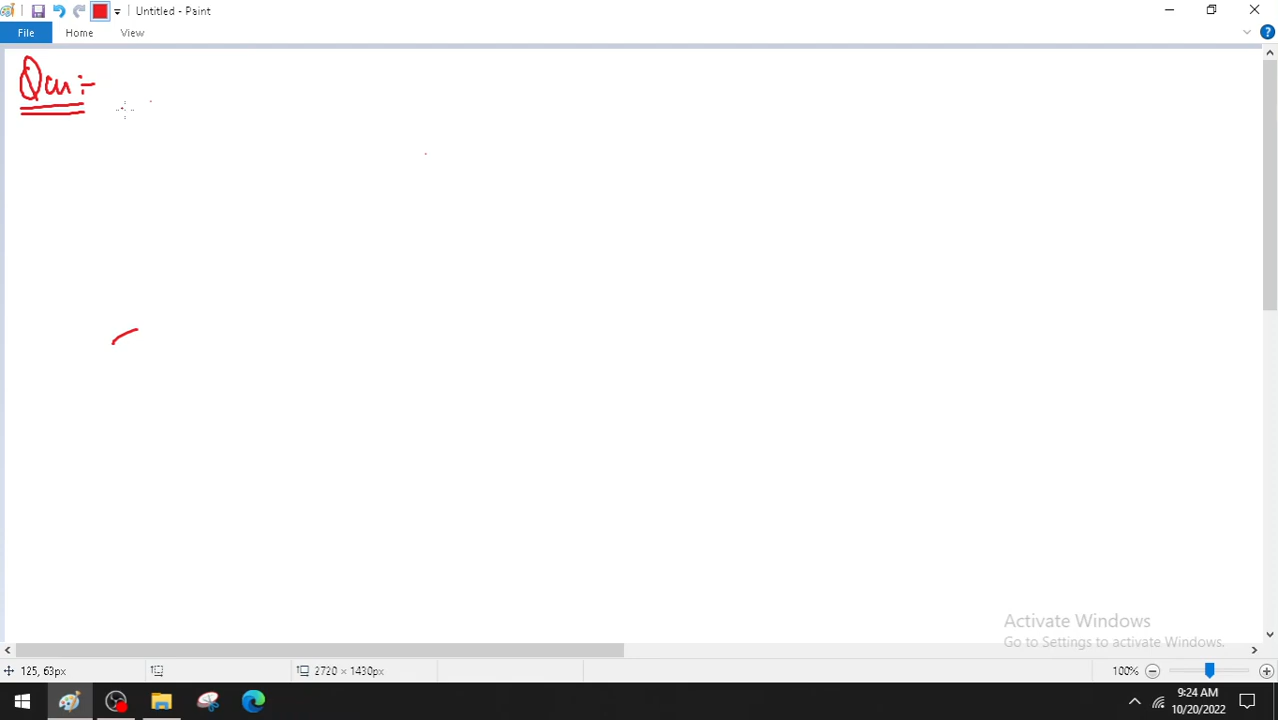 Untitled - Paint
File Home View
Qun :-
Activate Windows
Go to Settings to activate Windows.
125, 63px 2720 × 1430px 100%
9:24 AM
10/20/2022